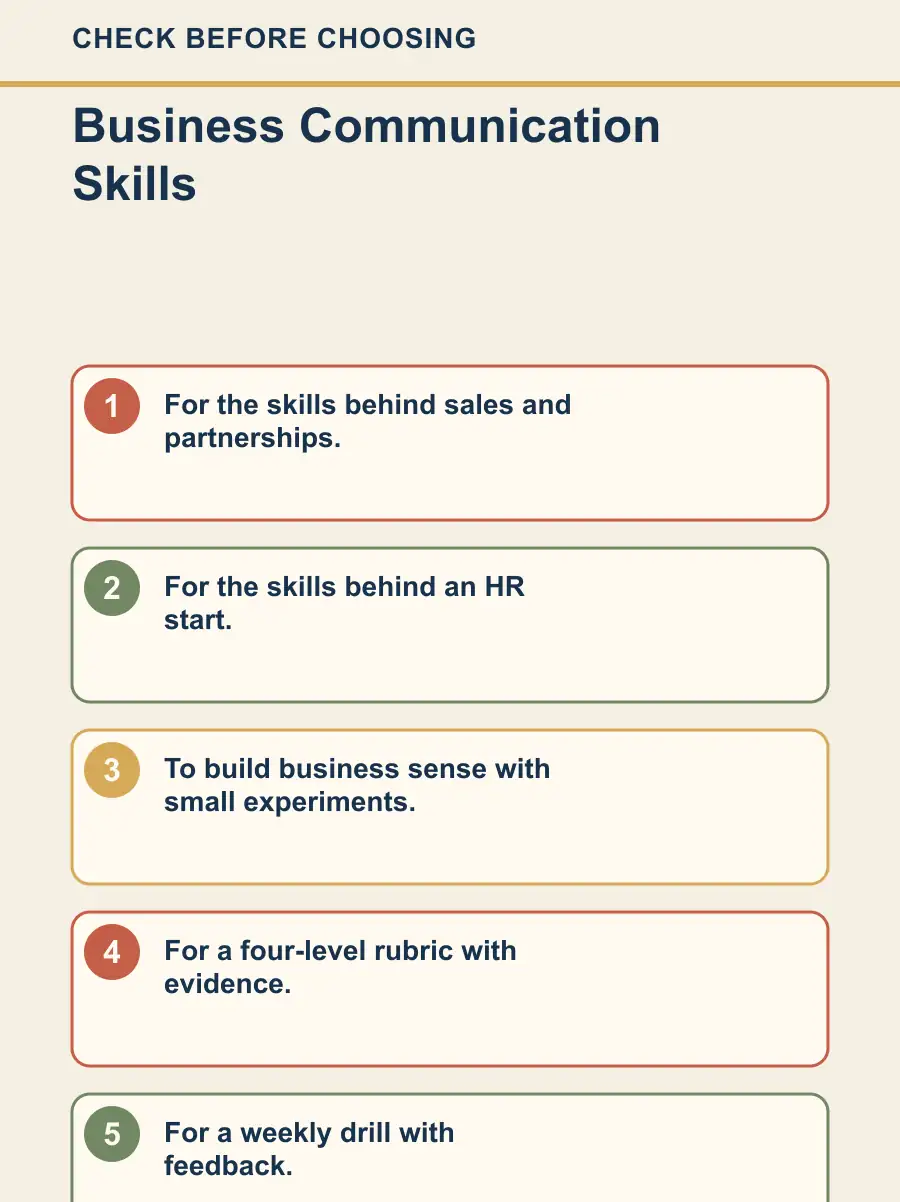 CHECK BEFORE CHOOSING
Business Communication
Skills
1
For the skills behind sales and
partnerships.
2
For the skills behind an HR
start.
3
To build business sense with
small experiments.
4
For a four-level rubric with
evidence.
5
For a weekly drill with
feedback.